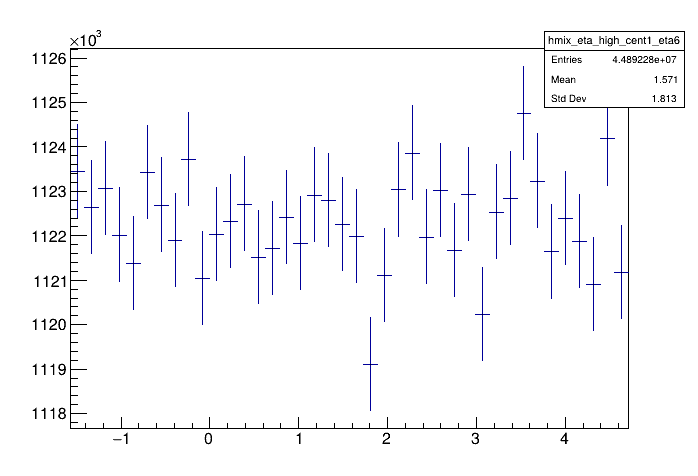 ×10³
hmix_eta_high_cent1_eta6
Entries 4.489228e+07
Mean 1.571
Std Dev 1.813
1126
1125
1124
1123
1122
1121
1120
1119
1118
−1 0 1 2 3 4